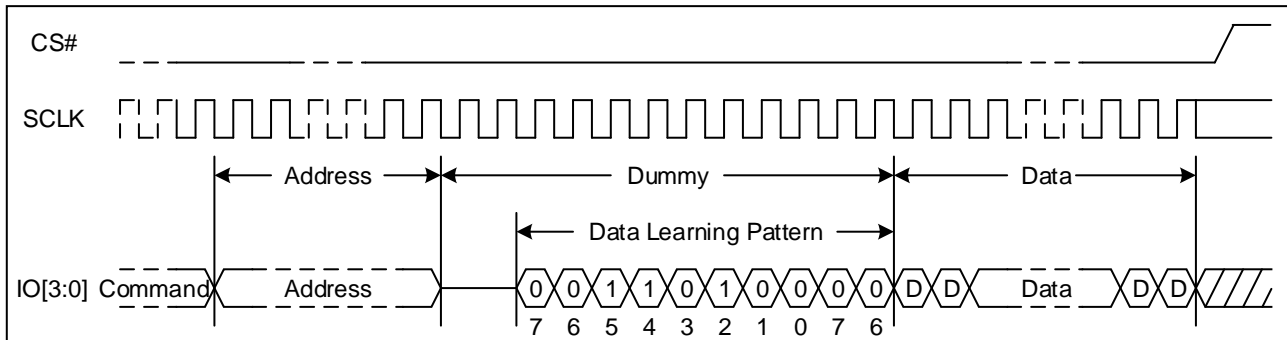 CS#
SCLK
Address Dummy Data
Data Learning Pattern
IO[3:0] Command Address 0 0 1 1 0 1 0 0 0 0 D D Data D D
7 6 5 4 3 2 1 0 7 6